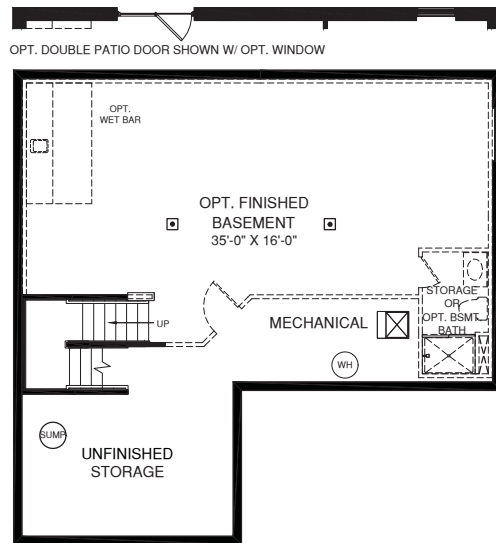 OPT. DOUBLE PATIO DOOR SHOWN W/ OPT. WINDOW
OPT.
WET BAR
OPT. FINISHED
BASEMENT
35'-0" X 16'-0"
STORAGE
OR
OPT. BSMT.
BATH
UP
MECHANICAL
WH
SUMP
UNFINISHED
STORAGE